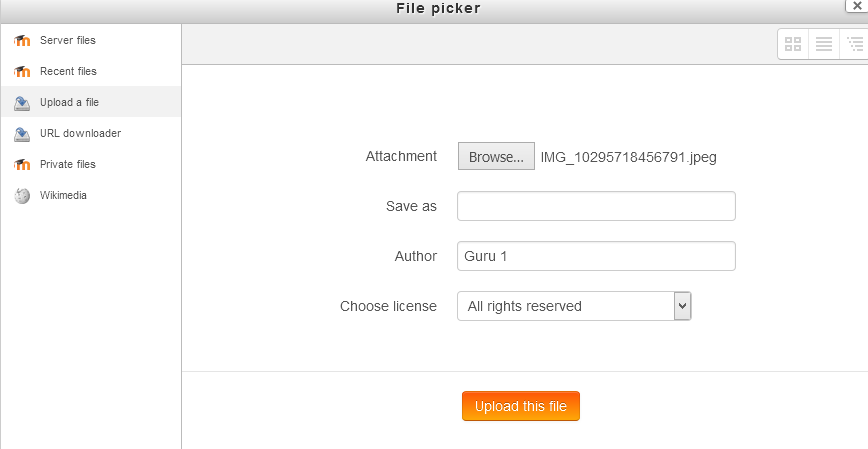 File picker
Server files
Recent files
Upload a file
URL downloader
Private files
Wikimedia
Attachment Browse... IMG_10295718456791.jpeg
Save as
Author Guru 1
Choose license All rights reserved
Upload this file